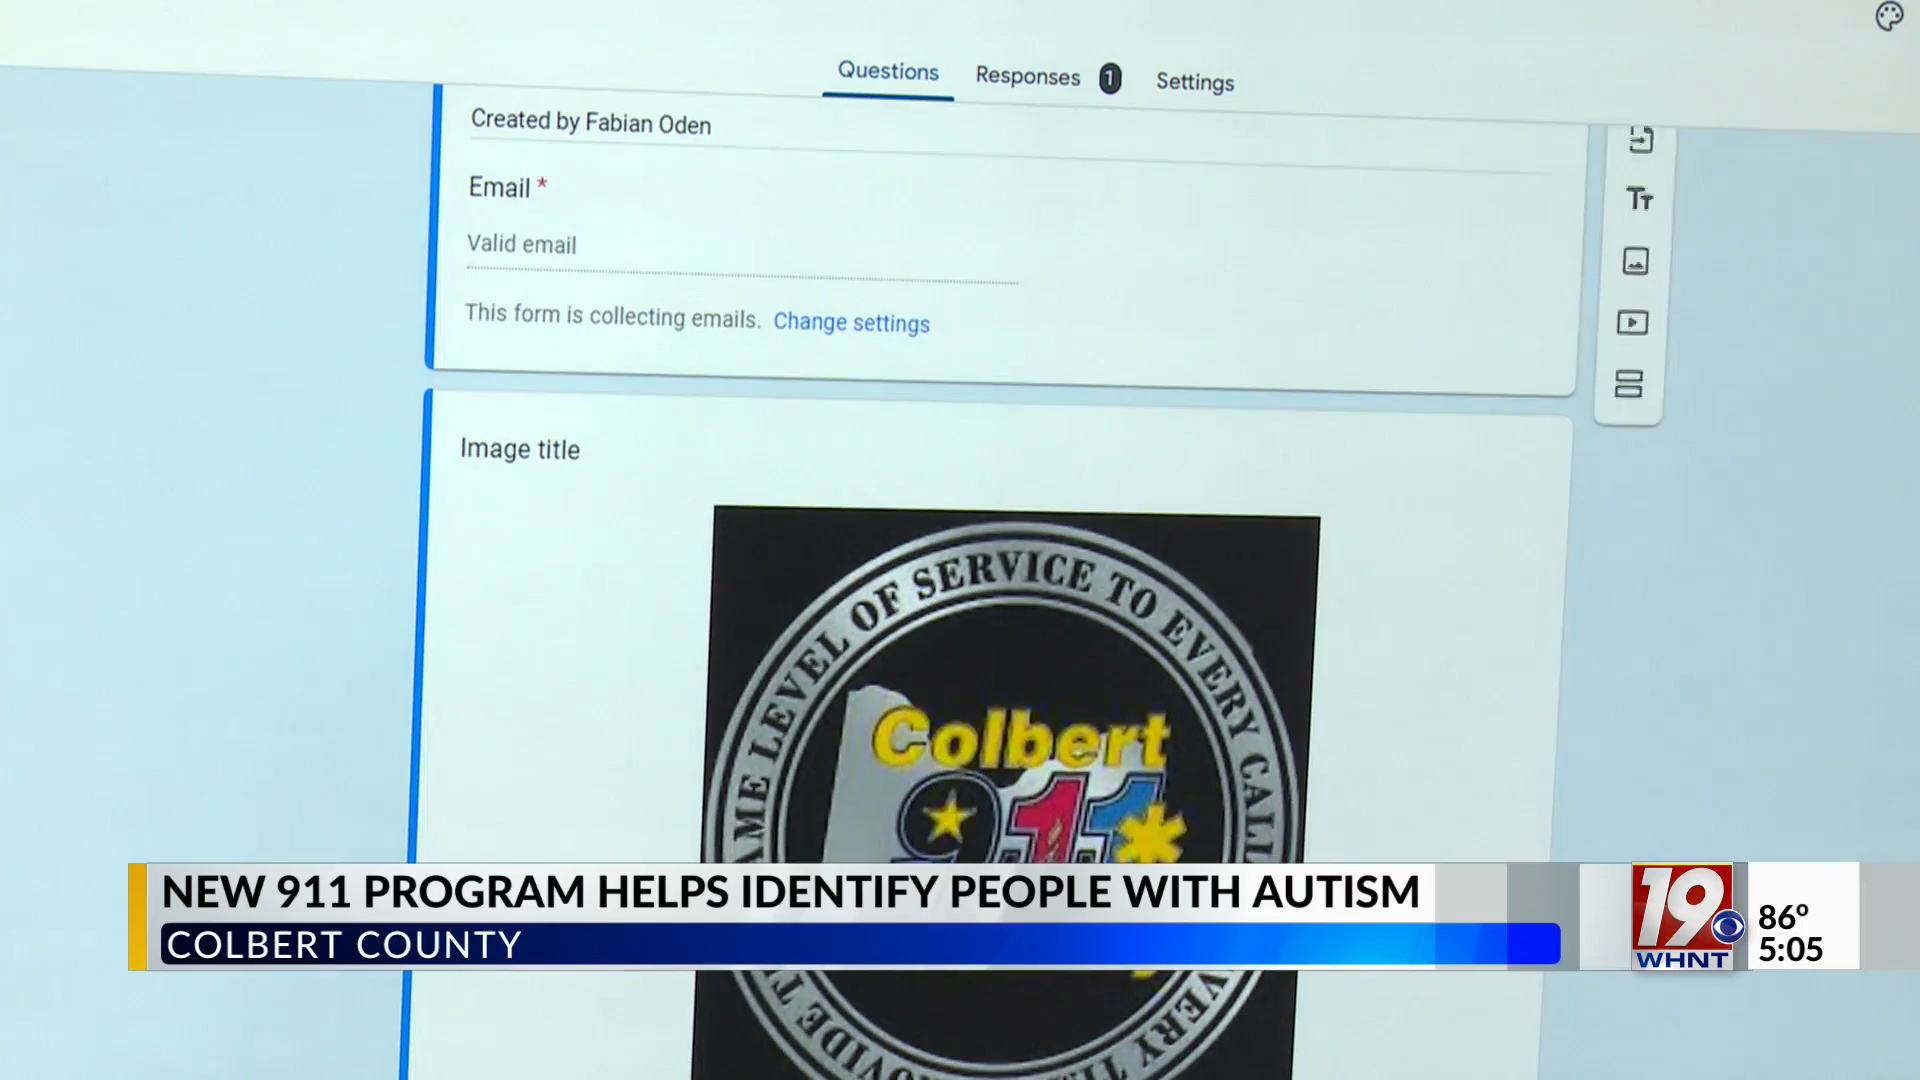 Questions
Responses 1
Settings
Created by Fabian Oden
Email *
Valid email
This form is collecting emails. Change settings
Image title
LEVEL OF SERVICE TO EVERY
Colbert
911
NEW 911 PROGRAM HELPS IDENTIFY PEOPLE WITH AUTISM
COLBERT COUNTY
19
WHNT
86º
5:05